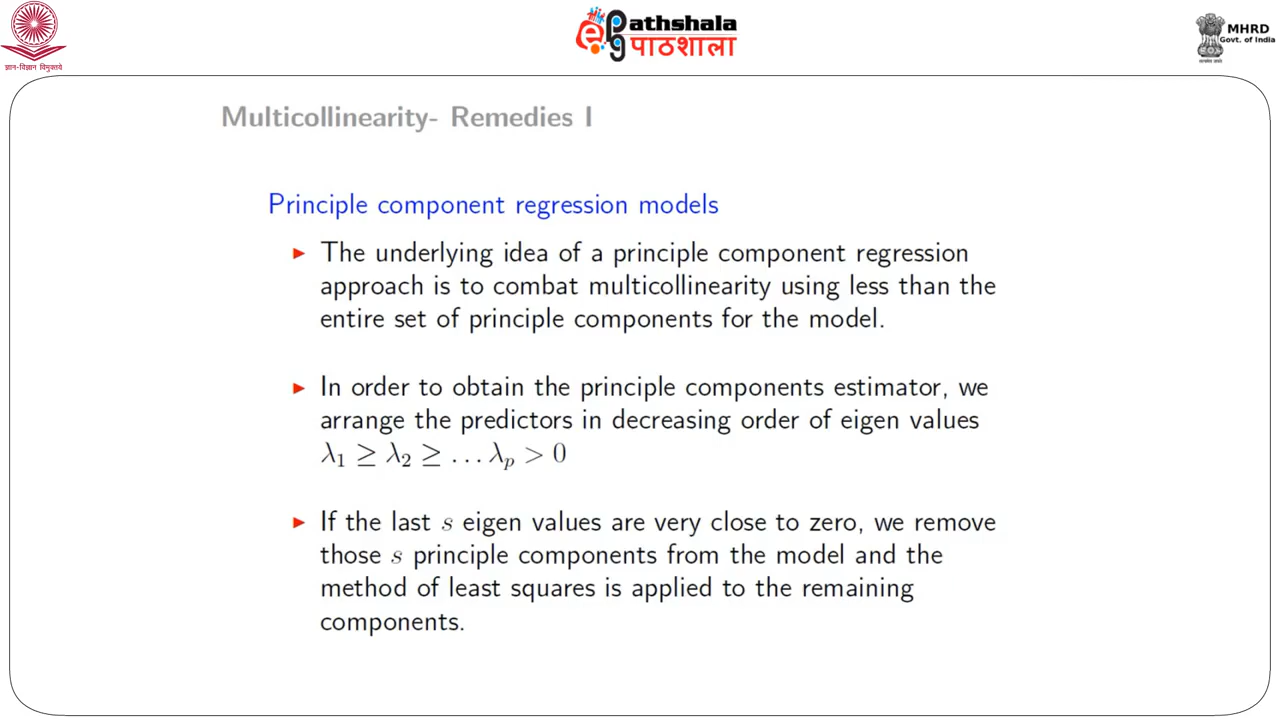 ज्ञान-विज्ञान विमुक्तये
e
Pathshala
pg
पाठशाला
MHRD
Govt. of India
Multicollinearity- Remedies I
Principle component regression models
The underlying idea of a principle component regression
approach is to combat multicollinearity using less than the
entire set of principle components for the model.
In order to obtain the principle components estimator, we
arrange the predictors in decreasing order of eigen values
λ₁ ≥ λ₂ ≥ … λₚ > 0
If the last s eigen values are very close to zero, we remove
those s principle components from the model and the
method of least squares is applied to the remaining
components.